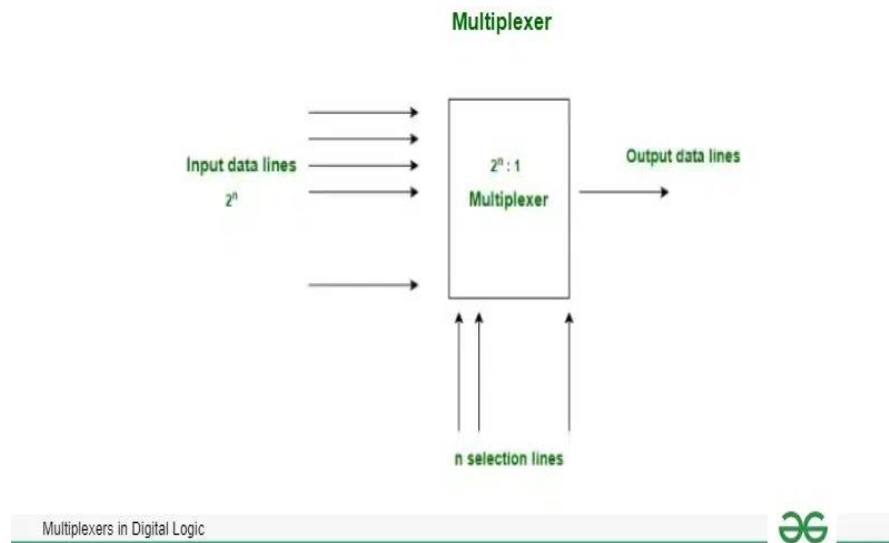 Multiplexer
Input data lines
2ⁿ
2ⁿ : 1
Multiplexer
Output data lines
n selection lines
Multiplexers in Digital Logic